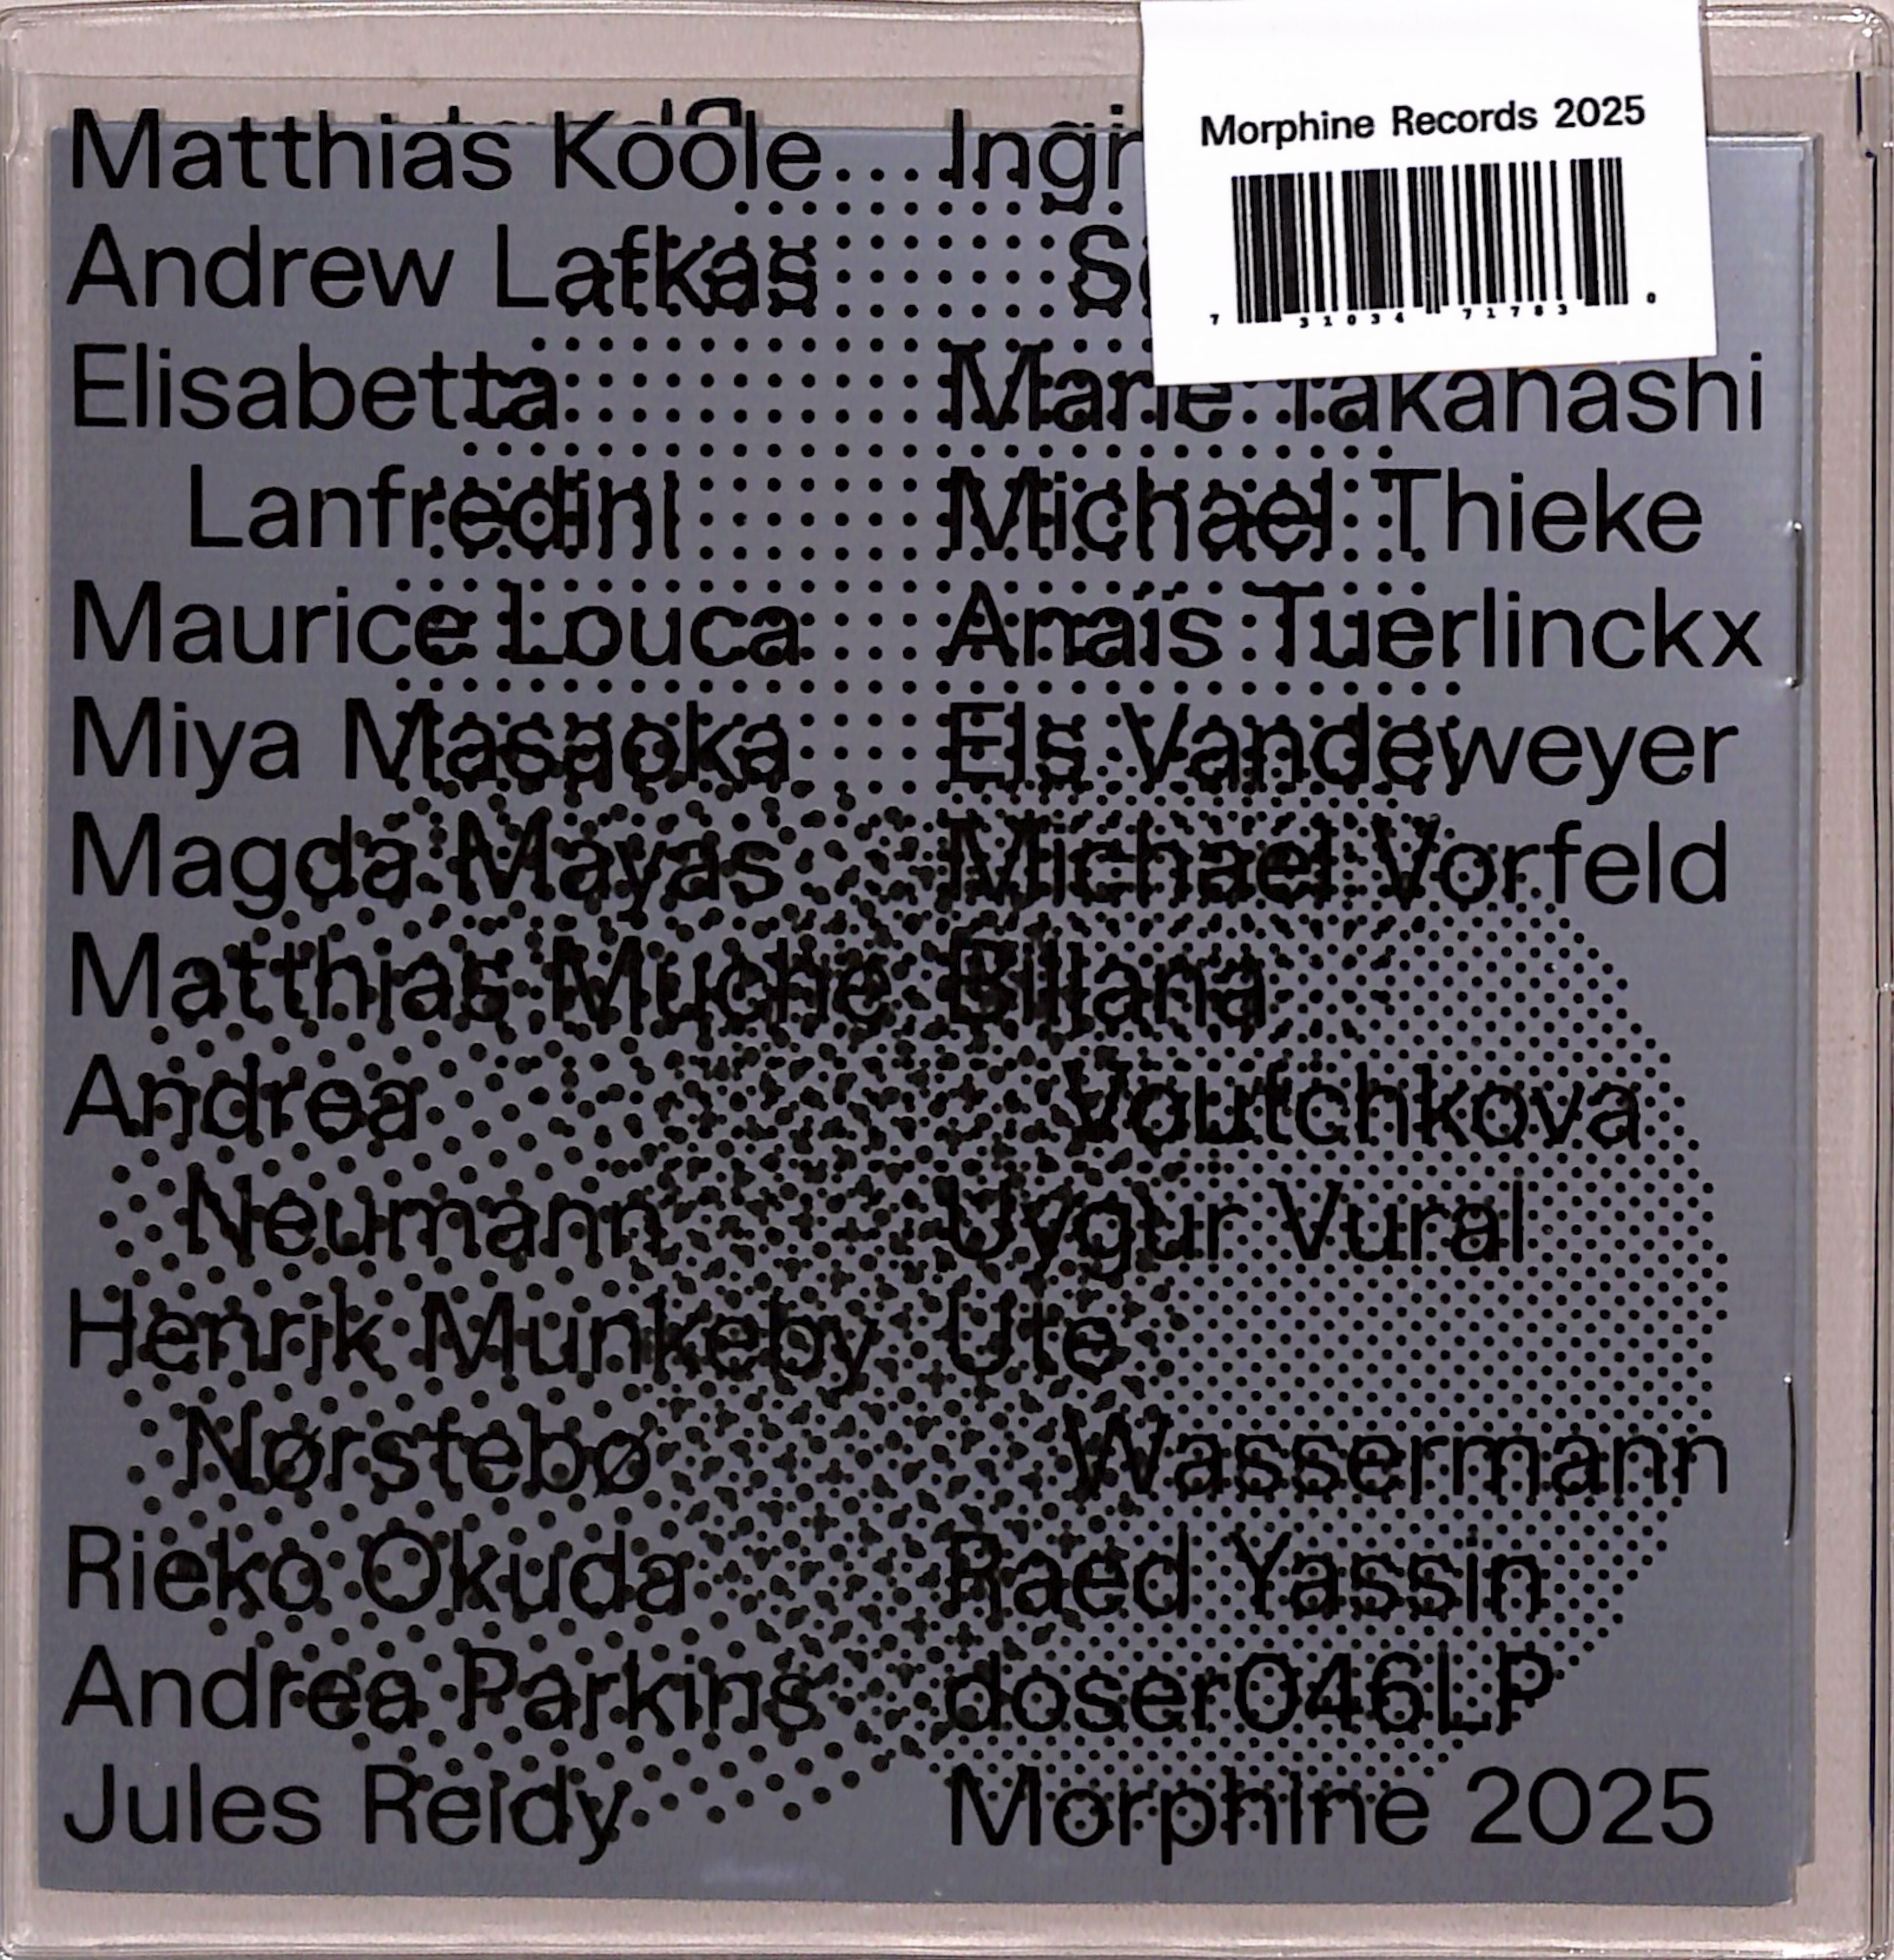 Matthias Koole
Andrew Lafkas
Elisabetta
Lanfredini
Maurice Louca
Miya Masaoka
Magda Mayas
Matthias Muche
Andrea
Neumann
Henrik Munkeby
Nørstebø
Rieko Okuda
Andrea Parkins
Jules Reidy
Ingr
Marie Takahashi
Michael Thieke
Anaïs Tuerlinckx
Els Vandeweyer
Michael Vorfeld
Biliana
Voutchkova
Uygur Vural
Ute
Wassermann
Raed Yassin
doser046LP
Morphine 2025
Morphine Records 2025
7 31034 71783 0